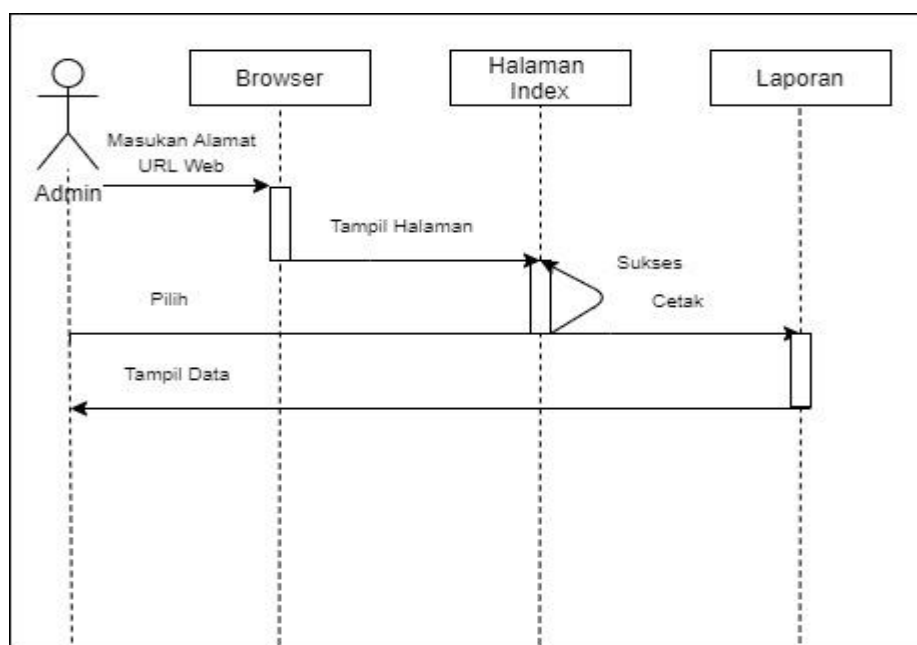 Browser
Halaman
Index
Laporan
Masukan Alamat
URL Web
Admin
Tampil Halaman
Sukses
Pilih
Cetak
Tampil Data